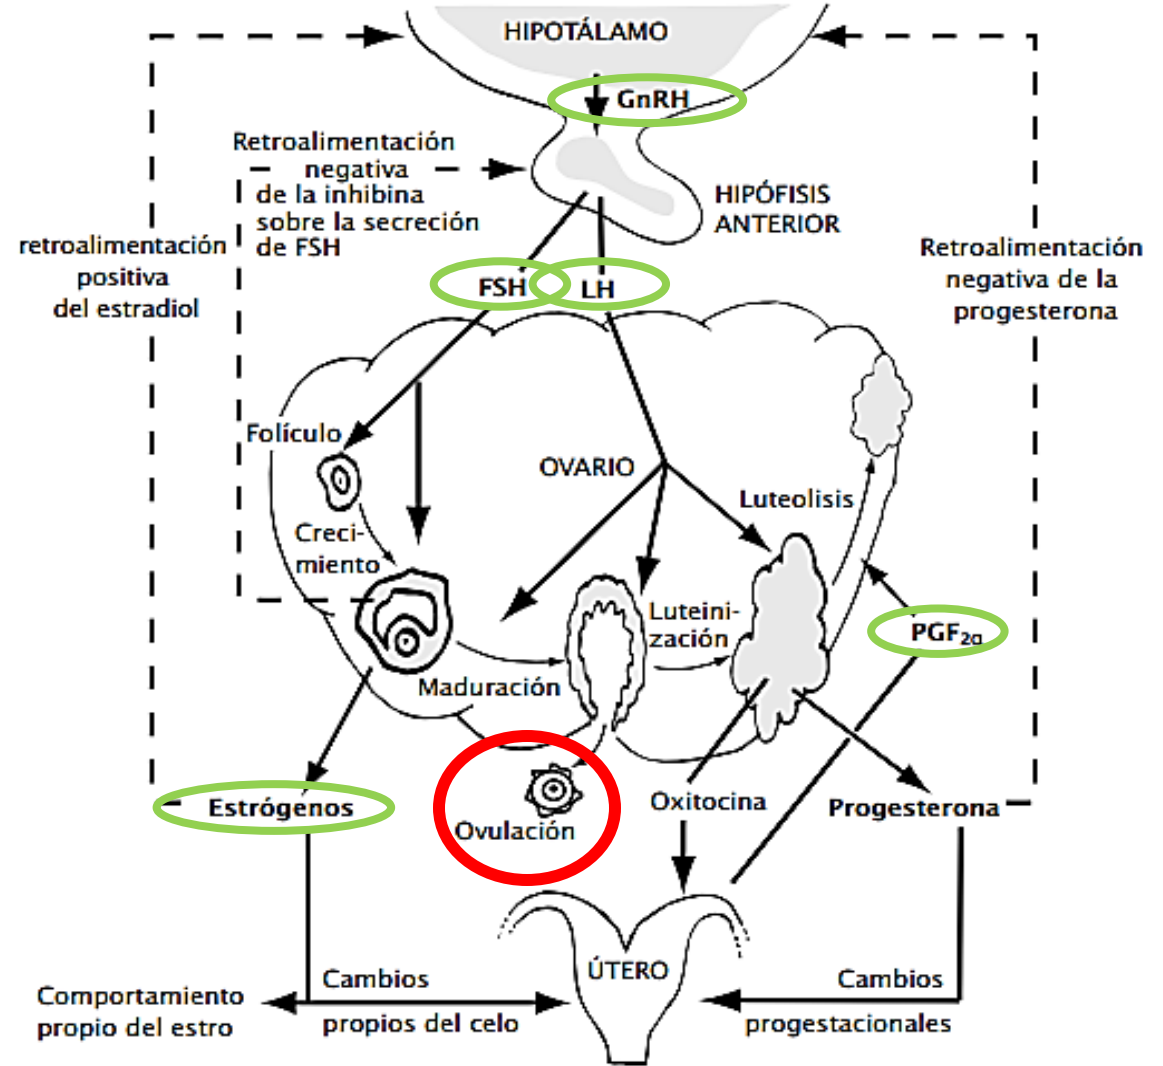 HIPOTÁLAMO
GnRH
Retroalimentación
negativa
de la inhibina
sobre la secreción
de FSH
HIPÓFISIS
ANTERIOR
retroalimentación
positiva
del estradiol
Retroalimentación
negativa de la
progesterona
FSH
LH
Folículo
OVARIO
Luteolisis
Creci-
miento
Luteini-
zación
PGF2α
Maduración
Estrógenos
Ovulación
Oxitocina
Progesterona
ÚTERO
Cambios
propios del celo
Comportamiento
propio del estro
Cambios
progestacionales